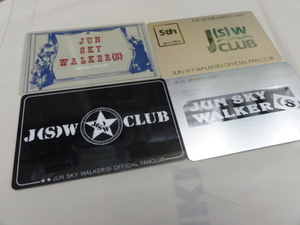 JUN
SKY
WALKER(S)
5th
J(S)W
CLUB
JUN SKY WALKER(S) OFFICIAL FANCLUB
J(S)W CLUB
★★ JUN SKY WALKER(S) OFFICIAL FANCLUB
JUN SKY
WALKER S